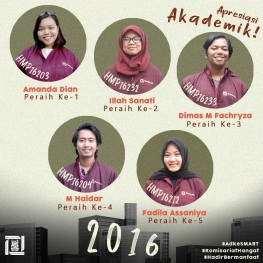 Apresiasi
Akademik!
HMP16203
Amanda Dian
Peraih Ke-1
HMP16232
Illah Sanati
Peraih Ke-2
HMP16233
Dimas M Fachryza
Peraih Ke-3
HMP16204
M Haidar
Peraih Ke-4
HMP16212
Fadila Assaniya
Peraih Ke-5
2016
#AdkeSMART
#KomisariatHangat
#HadirBermanfaat